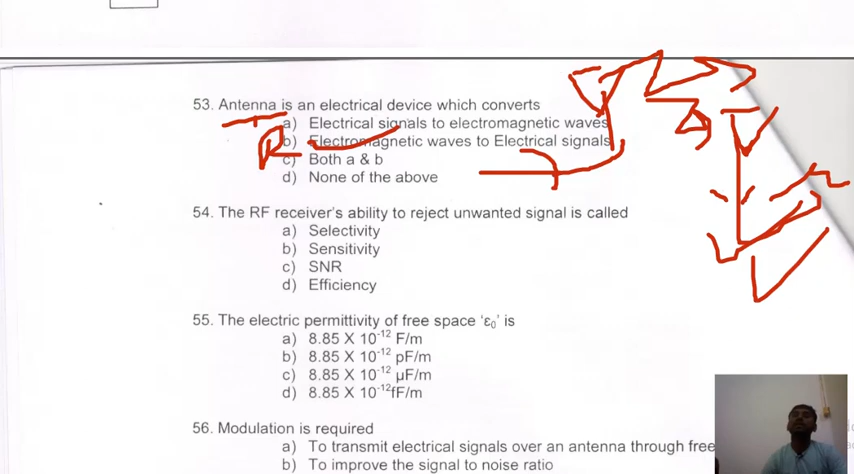 53. Antenna is an electrical device which converts
a) Electrical signals to electromagnetic waves
b) Electromagnetic waves to Electrical signals
c) Both a & b
d) None of the above
54. The RF receiver's ability to reject unwanted signal is called
a) Selectivity
b) Sensitivity
c) SNR
d) Efficiency
55. The electric permittivity of free space 'ε₀' is
a) 8.85 X 10⁻¹² F/m
b) 8.85 X 10⁻¹² pF/m
c) 8.85 X 10⁻¹² µF/m
d) 8.85 X 10⁻¹²fF/m
56. Modulation is required
a) To transmit electrical signals over an antenna through free
b) To improve the signal to noise ratio